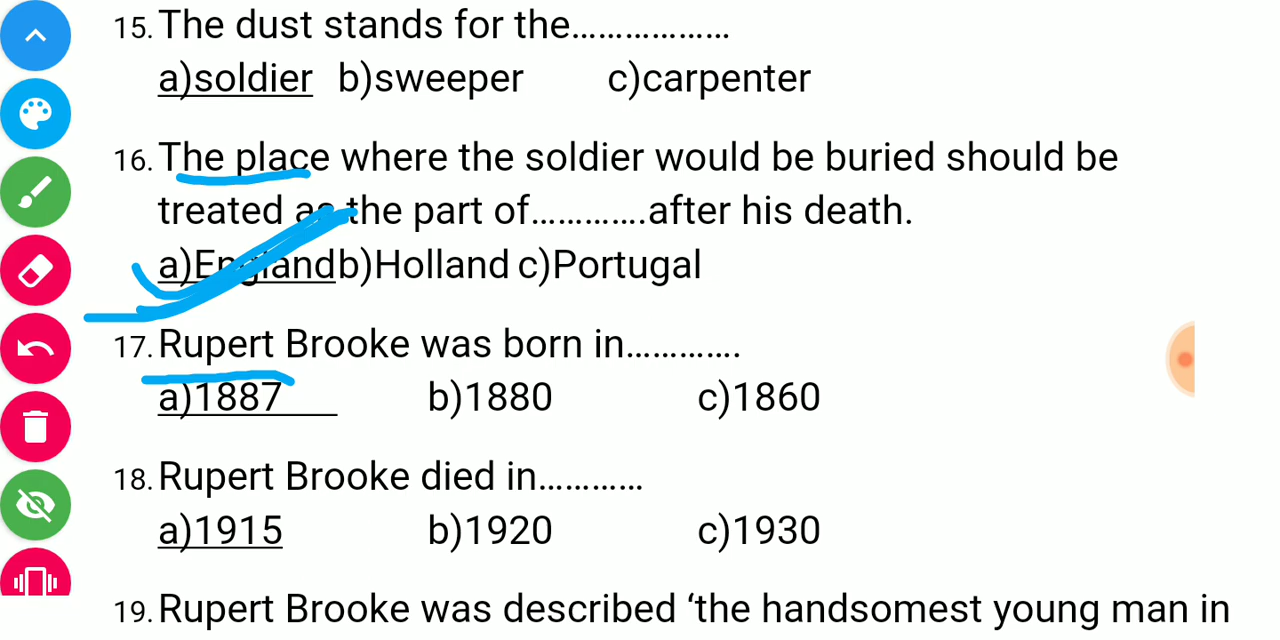 15. The dust stands for the..................
a)soldier b)sweeper c)carpenter
16. The place where the soldier would be buried should be
treated as the part of.............after his death.
a)England b)Holland c)Portugal
17. Rupert Brooke was born in.............
a)1887 b)1880 c)1860
18. Rupert Brooke died in............
a)1915 b)1920 c)1930
19. Rupert Brooke was described ‘the handsomest young man in